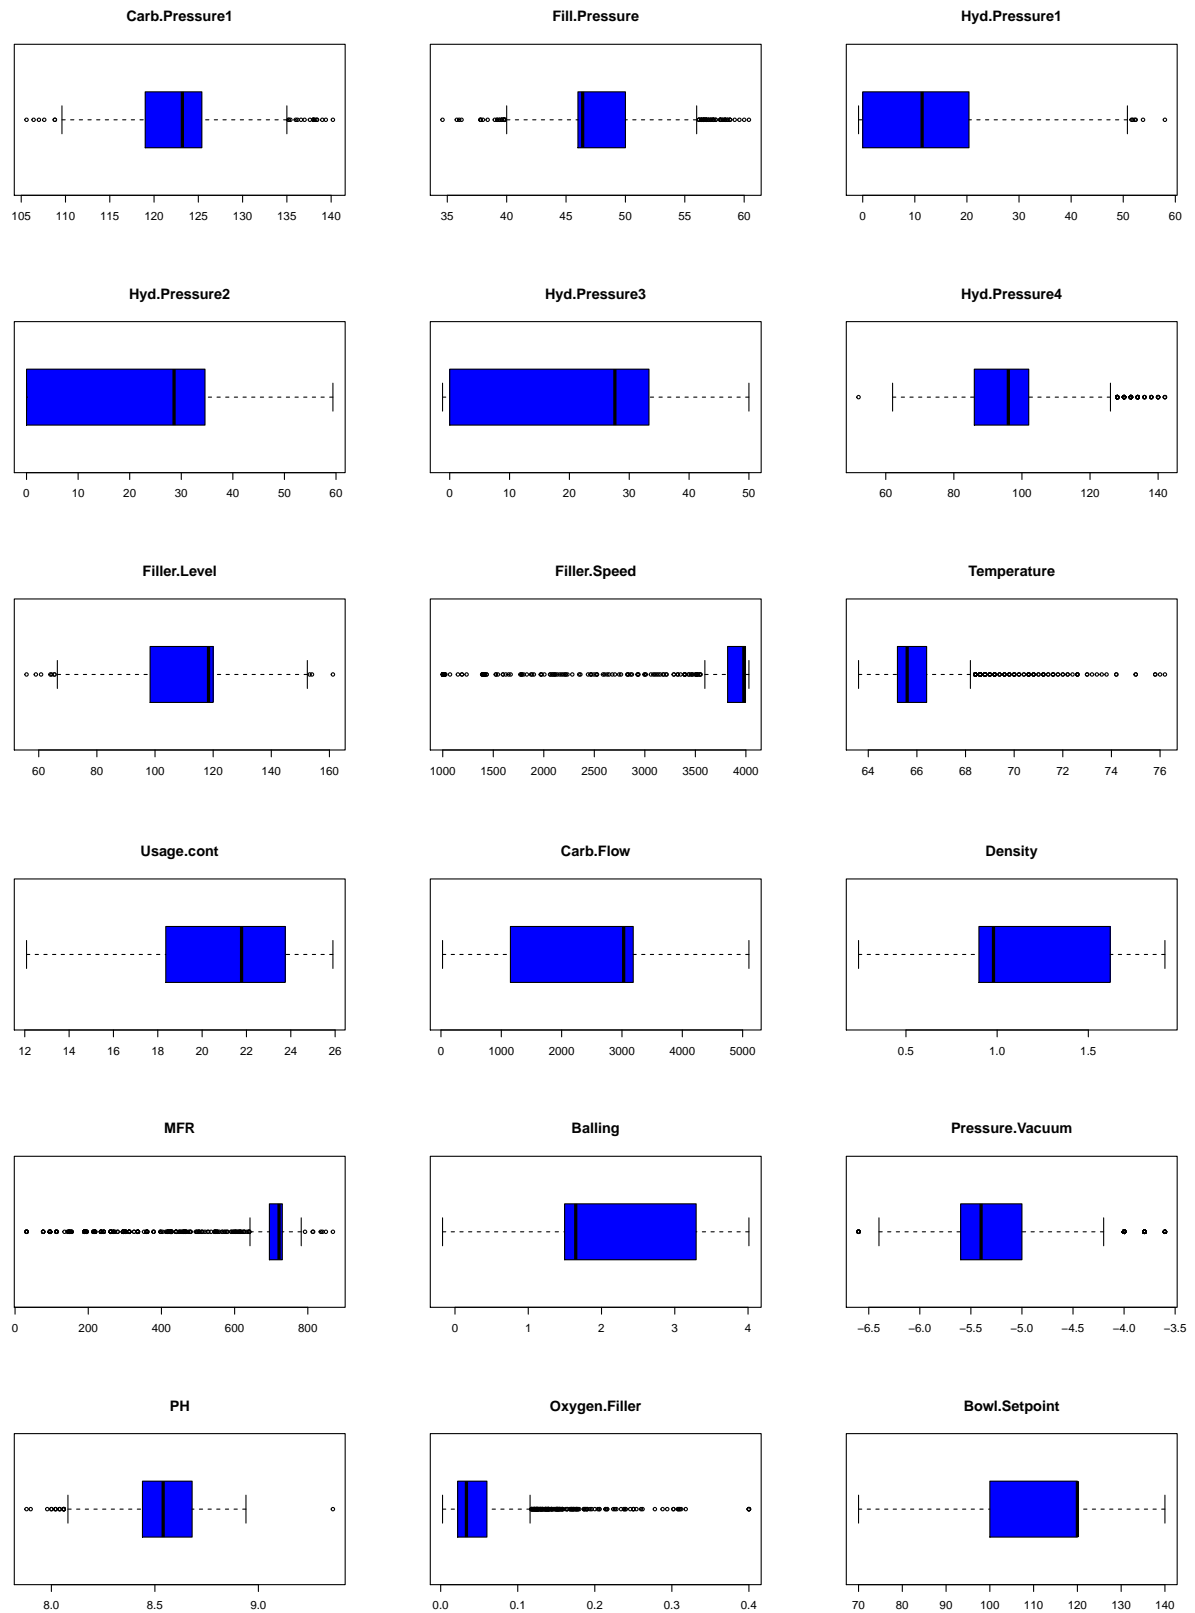 Carb.Pressure1 Fill.Pressure Hyd.Pressure1
105 110 115 120 125 130 135 140 35 40 45 50 55 60 0 10 20 30 40 50 60
Hyd.Pressure2 Hyd.Pressure3 Hyd.Pressure4
0 10 20 30 40 50 60 0 10 20 30 40 50 60 80 100 120 140
Filler.Level Filler.Speed Temperature
60 80 100 120 140 160 1000 1500 2000 2500 3000 3500 4000 64 66 68 70 72 74 76
Usage.cont Carb.Flow Density
12 14 16 18 20 22 24 26 0 1000 2000 3000 4000 5000 0.5 1.0 1.5
MFR Balling Pressure.Vacuum
0 200 400 600 800 0 1 2 3 4 −6.5 −6.0 −5.5 −5.0 −4.5 −4.0 −3.5
PH Oxygen.Filler Bowl.Setpoint
8.0 8.5 9.0 0.0 0.1 0.2 0.3 0.4 70 80 90 100 110 120 130 140